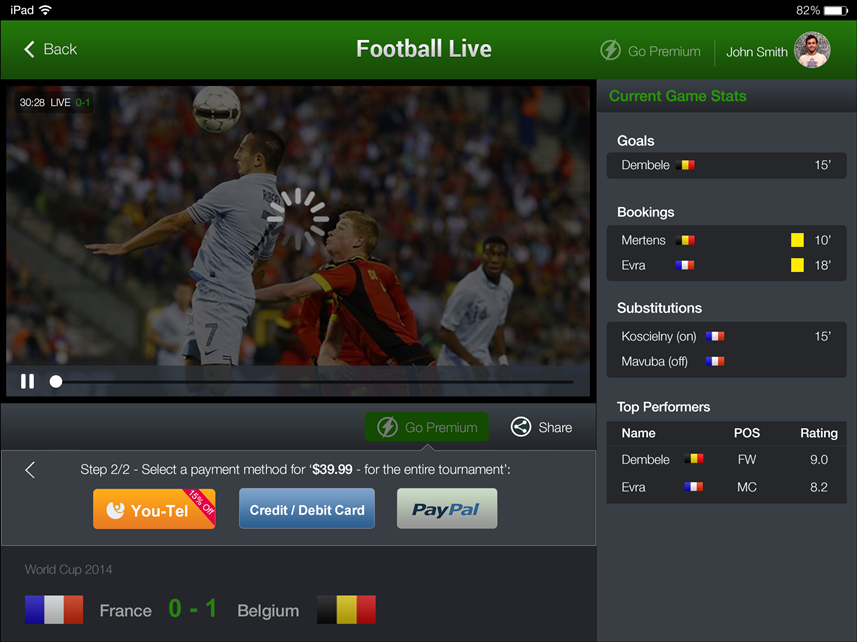 iPad 82%
Back Football Live Go Premium John Smith
30:28 LIVE 0-1
7
Go Premium Share
Step 2/2 - Select a payment method for ‘$39.99 - for the entire tournament’:
You-Tel 15% Off Credit / Debit Card PayPal
World Cup 2014
France 0 - 1 Belgium
Current Game Stats
Goals
Dembele 15’
Bookings
Mertens 10’
Evra 18’
Substitutions
Koscielny (on) 15’
Mavuba (off)
Top Performers
Name POS Rating
Dembele FW 9.0
Evra MC 8.2